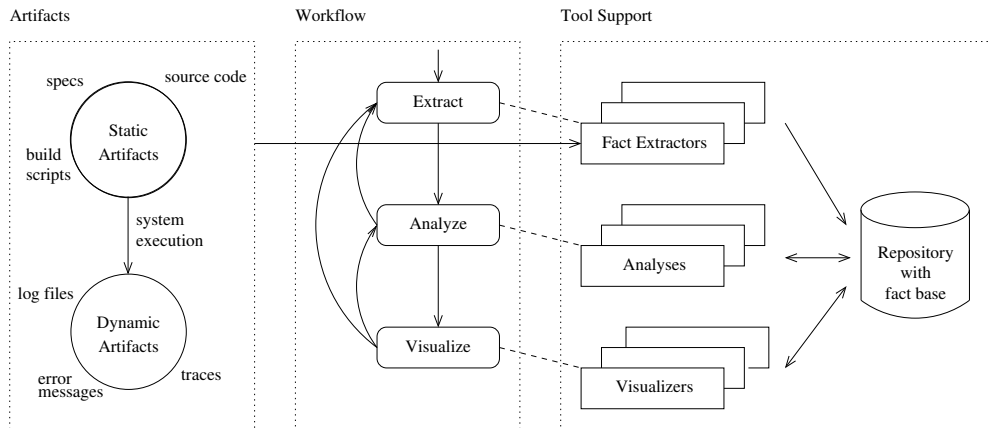 Artifacts
Workflow
Tool Support
specs
source code
Static
Artifacts
build
scripts
system
execution
log files
Dynamic
Artifacts
error
messages
traces
Extract
Analyze
Visualize
Fact Extractors
Analyses
Visualizers
Repository
with
fact base